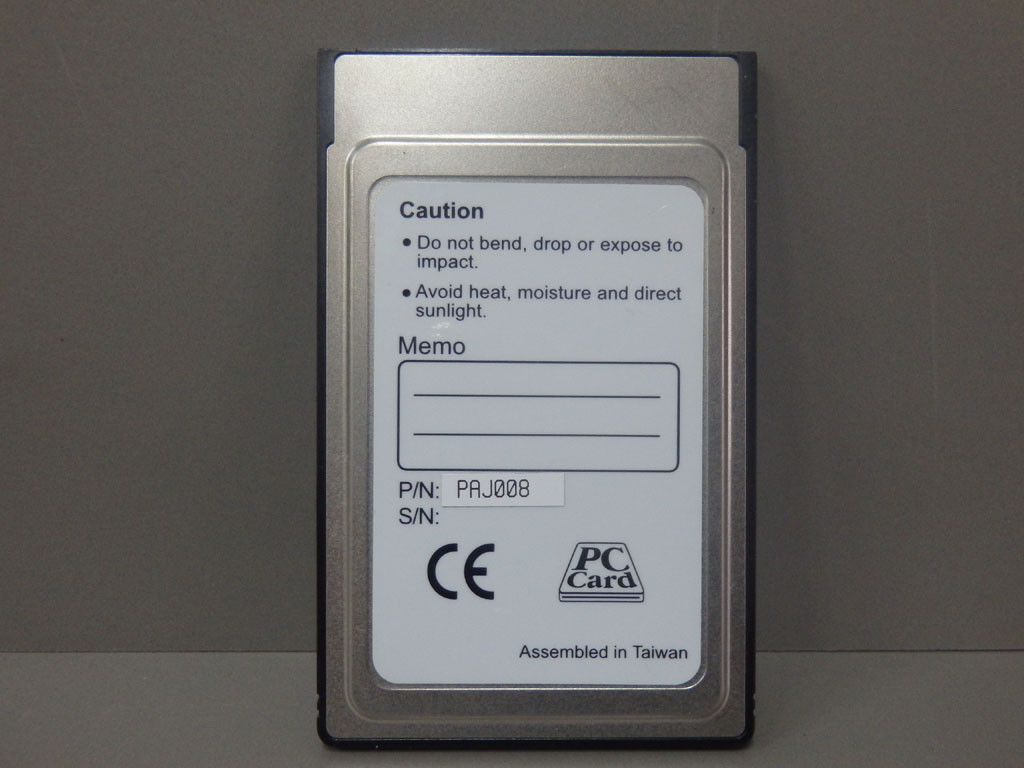 Caution
• Do not bend, drop or expose to
impact.
• Avoid heat, moisture and direct
sunlight.
Memo
P/N: PAJ008
S/N:
CE
PC
Card
Assembled in Taiwan